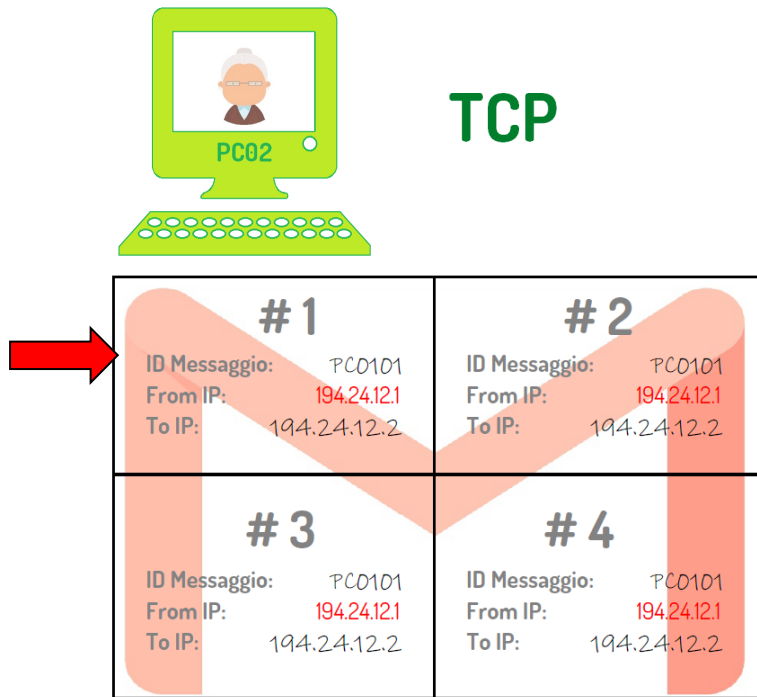 PC02
TCP
# 1
ID Messaggio: PC0101
From IP: 194.24.12.1
To IP: 194.24.12.2
# 2
ID Messaggio: PC0101
From IP: 194.24.12.1
To IP: 194.24.12.2
# 3
ID Messaggio: PC0101
From IP: 194.24.12.1
To IP: 194.24.12.2
# 4
ID Messaggio: PC0101
From IP: 194.24.12.1
To IP: 194.24.12.2